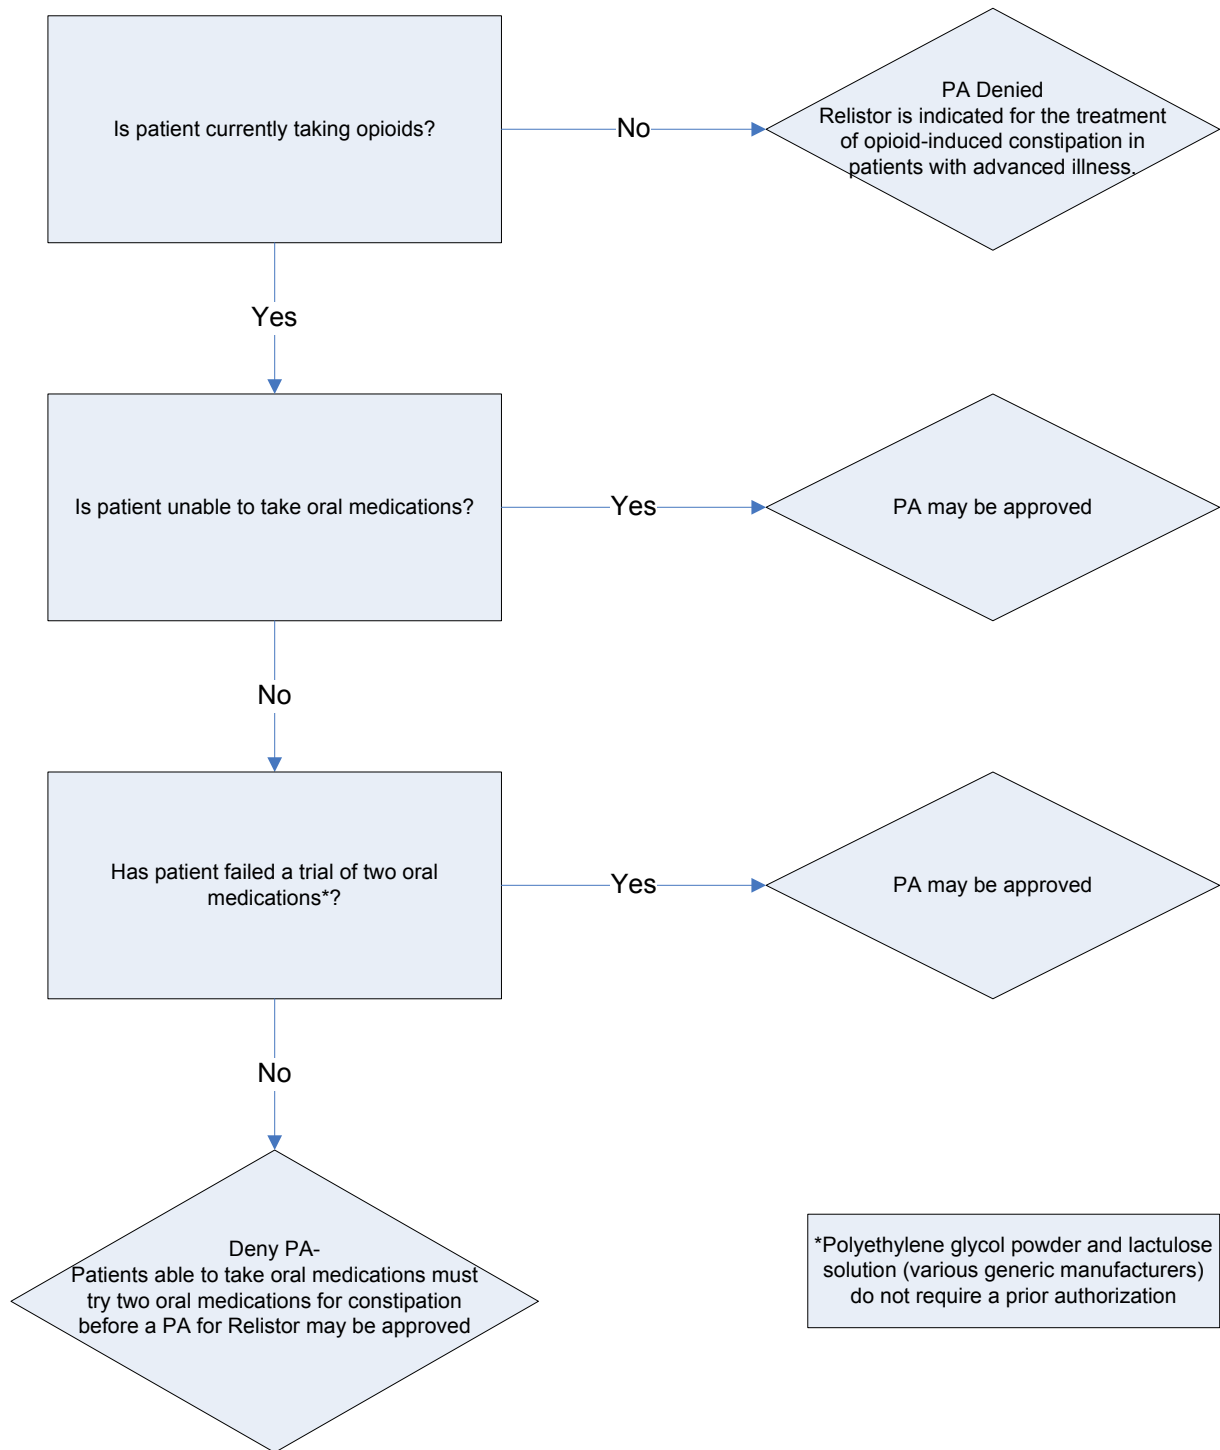 Is patient currently taking opioids?
No
PA Denied
Relistor is indicated for the treatment
of opioid-induced constipation in
patients with advanced illness.
Yes
Is patient unable to take oral medications?
Yes
PA may be approved
No
Has patient failed a trial of two oral
medications*?
Yes
PA may be approved
No
Deny PA-
Patients able to take oral medications must
try two oral medications for constipation
before a PA for Relistor may be approved
*Polyethylene glycol powder and lactulose
solution (various generic manufacturers)
do not require a prior authorization